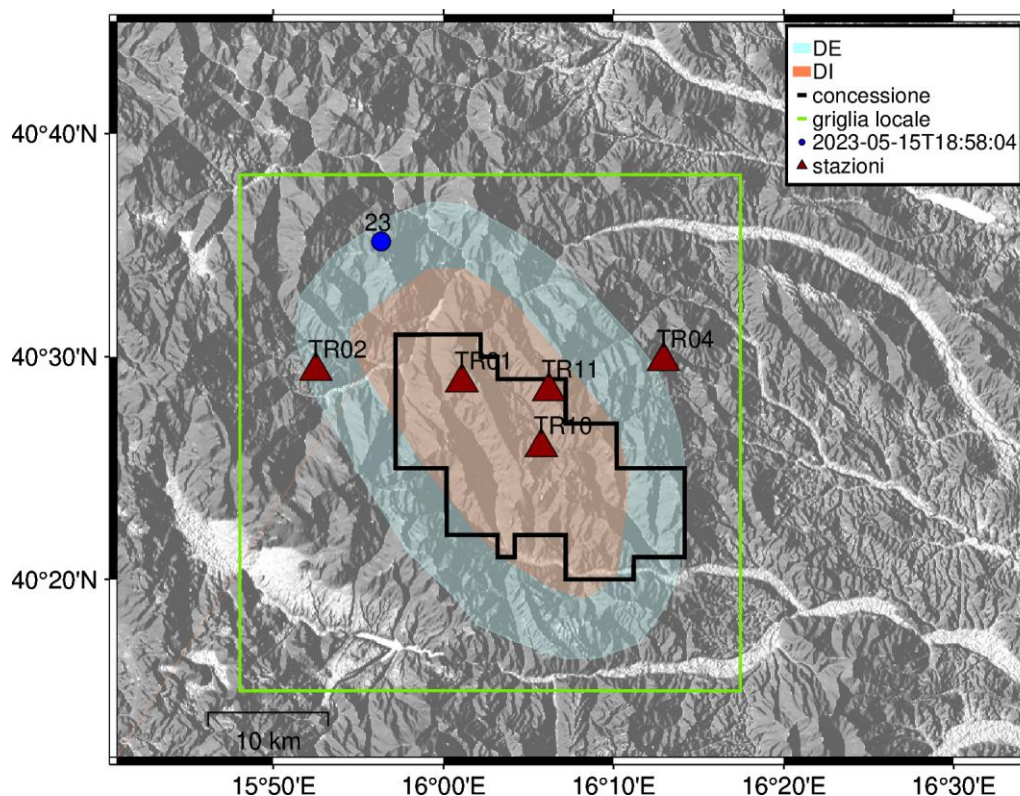 DE
DI
concessione
griglia locale
2023-05-15T18:58:04
stazioni
40°40'N
23
40°30'N
TR02
TR01
TR11
TR04
TR10
40°20'N
10 km
15°50'E
16°00'E
16°10'E
16°20'E
16°30'E